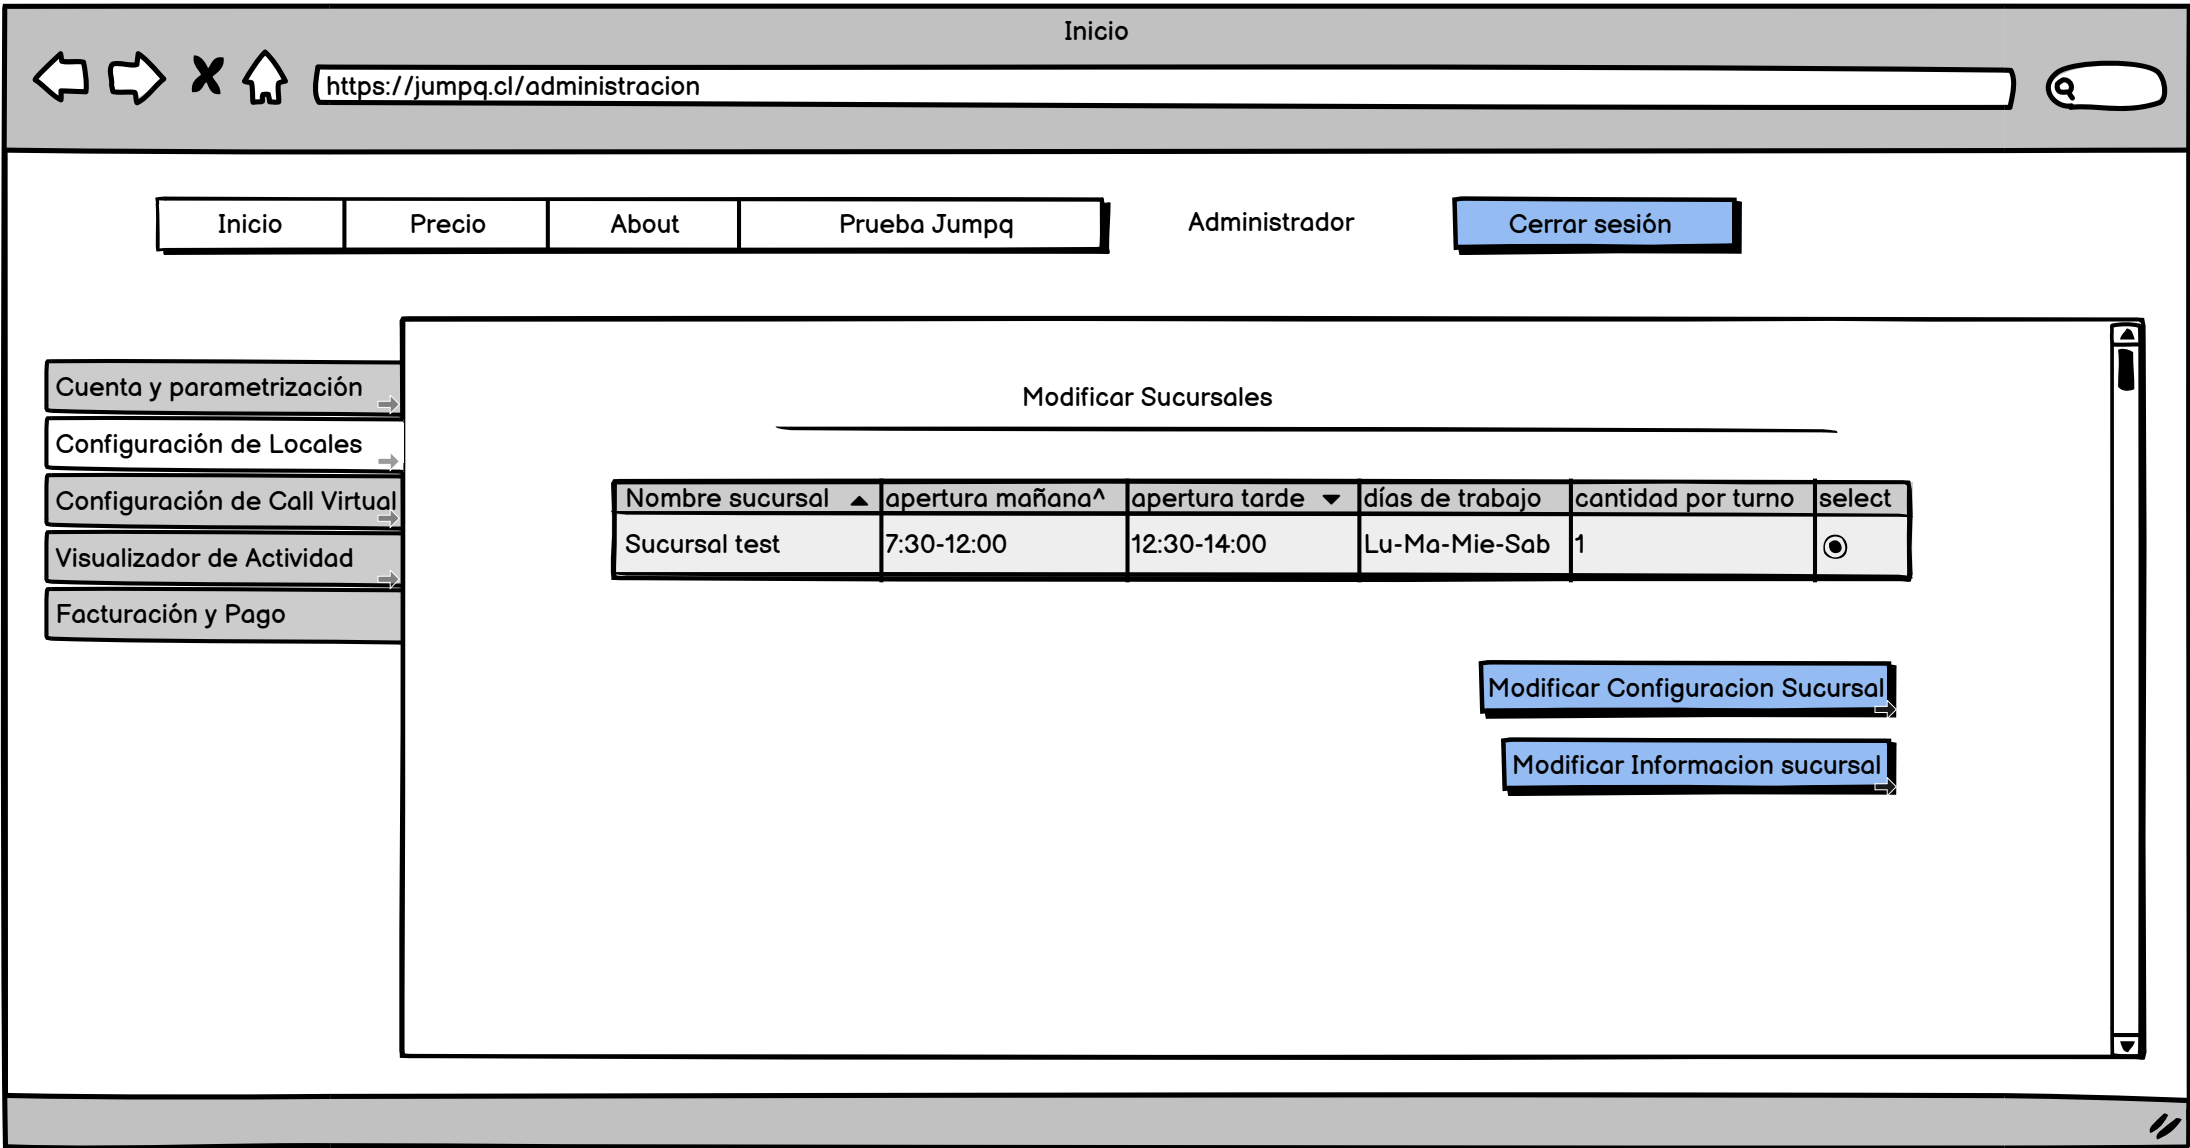 Inicio
https://jumpq.cl/administracion
Inicio Precio About Prueba Jumpq Administrador Cerrar sesión
Cuenta y parametrización
Configuración de Locales
Configuración de Call Virtual
Visualizador de Actividad
Facturación y Pago
Modificar Sucursales
Nombre sucursal apertura mañana^ apertura tarde días de trabajo cantidad por turno select
Sucursal test 7:30-12:00 12:30-14:00 Lu-Ma-Mie-Sab 1
Modificar Configuracion Sucursal
Modificar Informacion sucursal